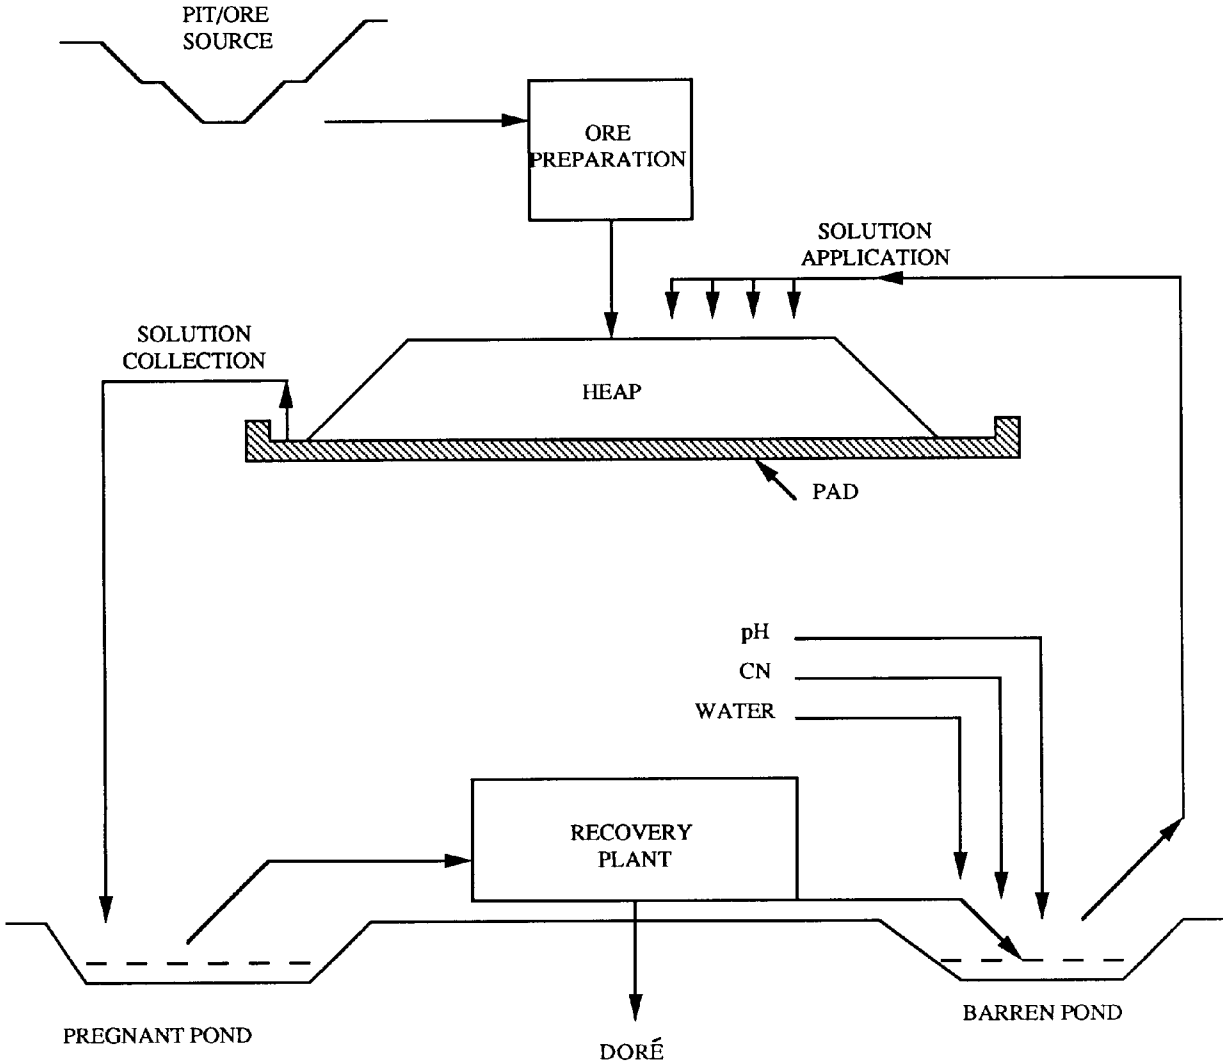 PIT/ORE
SOURCE
ORE
PREPARATION
SOLUTION
APPLICATION
SOLUTION
COLLECTION
HEAP
PAD
pH
CN
WATER
RECOVERY
PLANT
PREGNANT POND
BARREN POND
DORÉ